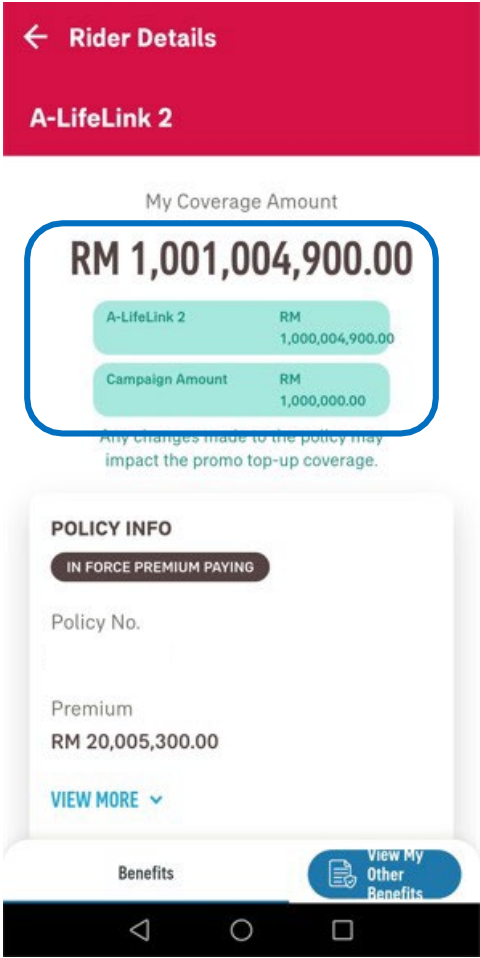 Rider Details
A-LifeLink 2
My Coverage Amount
RM 1,001,004,900.00
A-LifeLink 2 RM
1,000,004,900.00
Campaign Amount RM
1,000,000.00
Any changes made to the policy may
impact the promo top-up coverage.
POLICY INFO
IN FORCE PREMIUM PAYING
Policy No.
Premium
RM 20,005,300.00
VIEW MORE
Benefits
View My
Other
Benefits